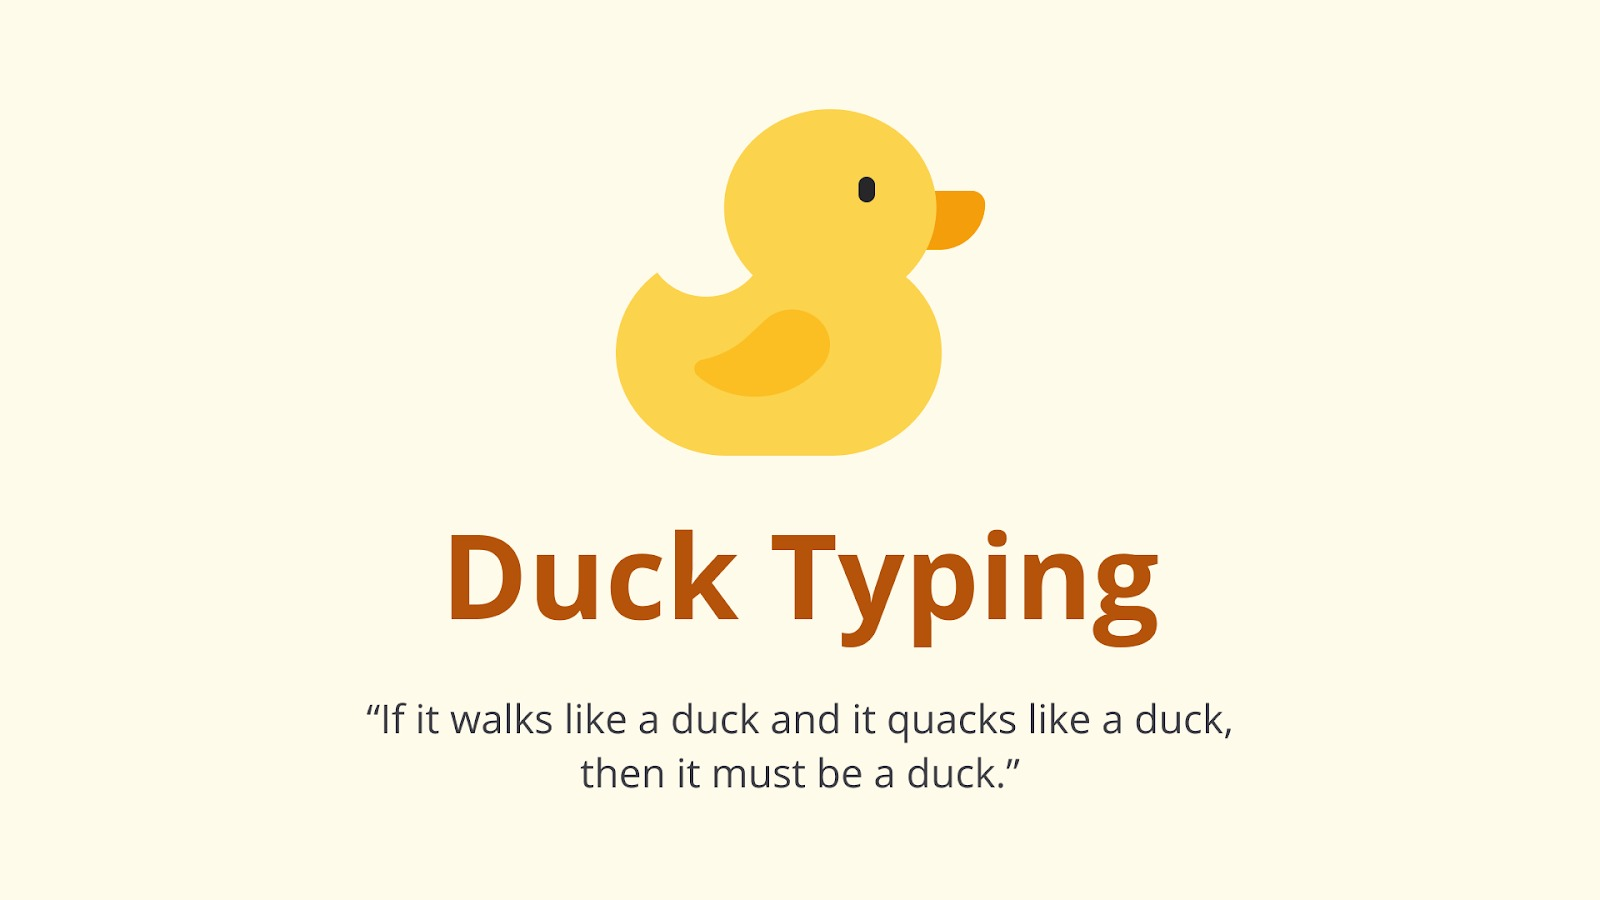 Duck Typing
“If it walks like a duck and it quacks like a duck,
then it must be a duck.”